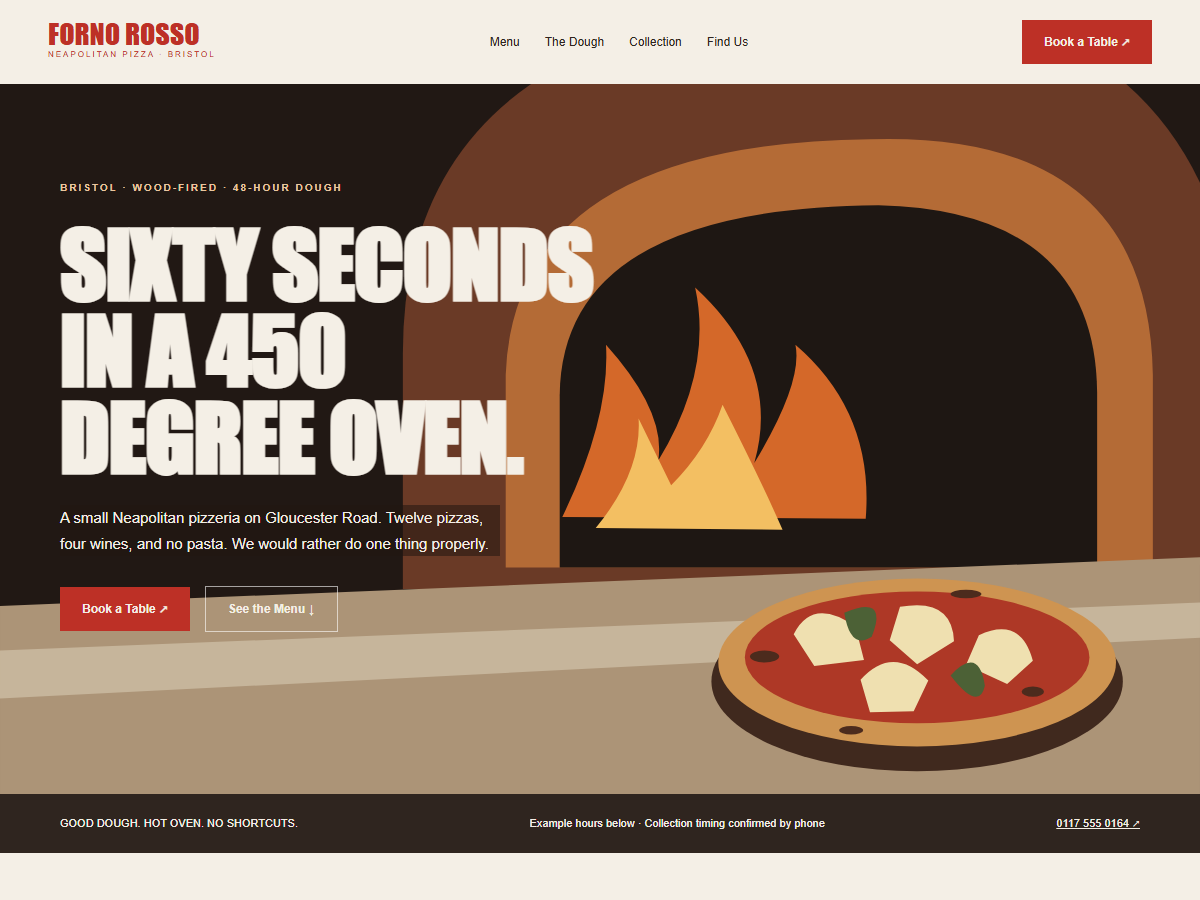 FORNO ROSSO
NEAPOLITAN PIZZA · BRISTOL
Menu
The Dough
Collection
Find Us
Book a Table ↗
BRISTOL · WOOD-FIRED · 48-HOUR DOUGH
SIXTY SECONDS
IN A 450
DEGREE OVEN.
A small Neapolitan pizzeria on Gloucester Road. Twelve pizzas,
four wines, and no pasta. We would rather do one thing properly.
Book a Table ↗
See the Menu ↓
GOOD DOUGH. HOT OVEN. NO SHORTCUTS.
Example hours below · Collection timing confirmed by phone
0117 555 0164 ↗